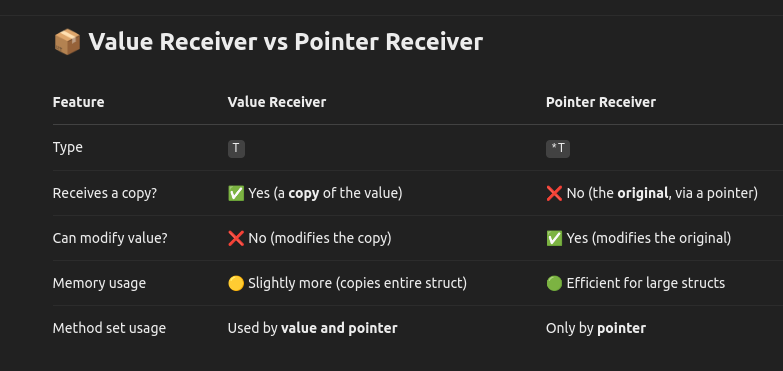 📦 Value Receiver vs Pointer Receiver
Feature Value Receiver Pointer Receiver
Type T *T
Receives a copy? ✅ Yes (a copy of the value) ❌ No (the original, via a pointer)
Can modify value? ❌ No (modifies the copy) ✅ Yes (modifies the original)
Memory usage 🟡 Slightly more (copies entire struct) 🟢 Efficient for large structs
Method set usage Used by value and pointer Only by pointer